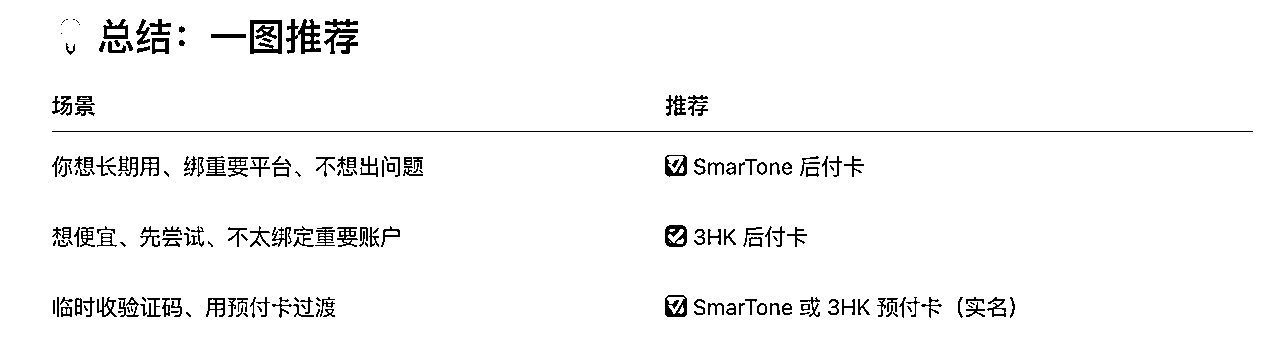 总结：一图推荐
场景 推荐
你想长期用、绑重要平台、不想出问题 SmarTone 后付卡
想便宜、先尝试、不太绑定重要账户 3HK 后付卡
临时收验证码、用预付卡过渡 SmarTone 或 3HK 预付卡（实名）